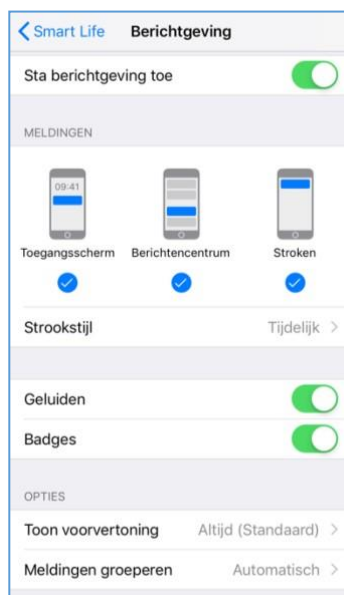 Smart Life Berichtgeving
Sta berichtgeving toe
MELDINGEN
09:41
Toegangsscherm Berichtencentrum Stroken
Strookstijl Tijdelijk
Geluiden
Badges
OPTIES
Toon voorvertoning Altijd (Standaard)
Meldingen groeperen Automatisch